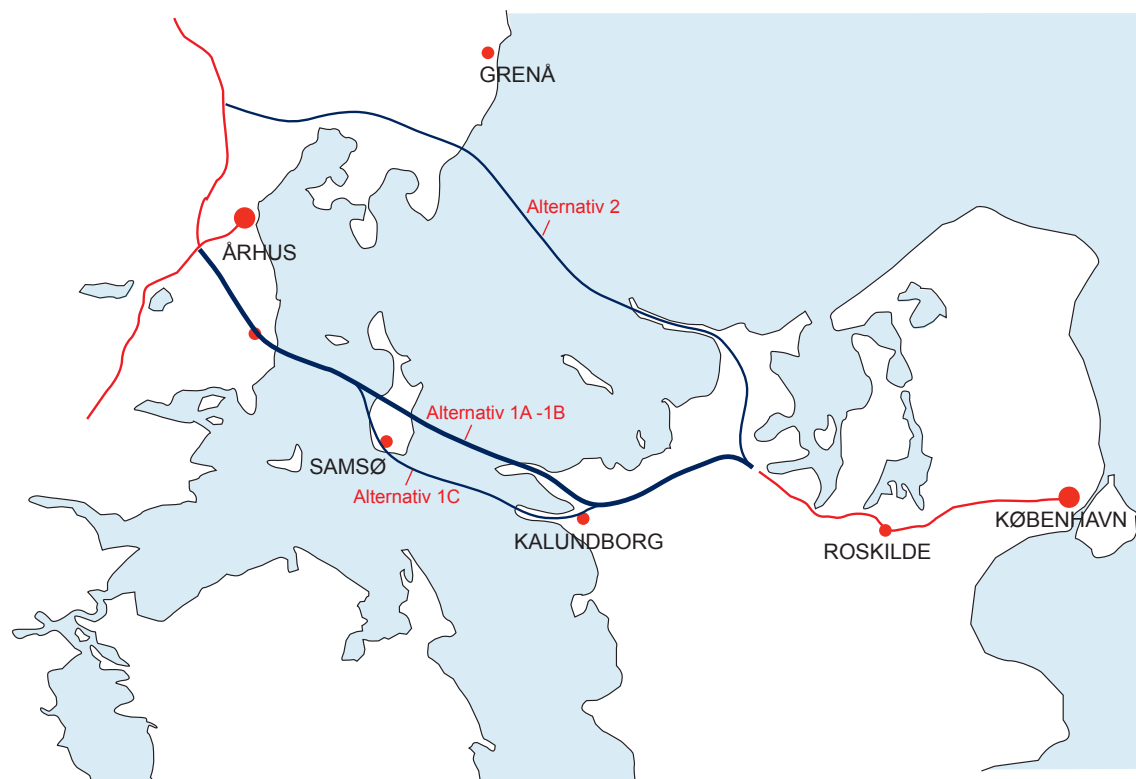 GRENÅ
Alternativ 2
ÅRHUS
Alternativ 1A -1B
SAMSØ
Alternativ 1C
KALUNDBORG
KØBENHAVN
ROSKILDE